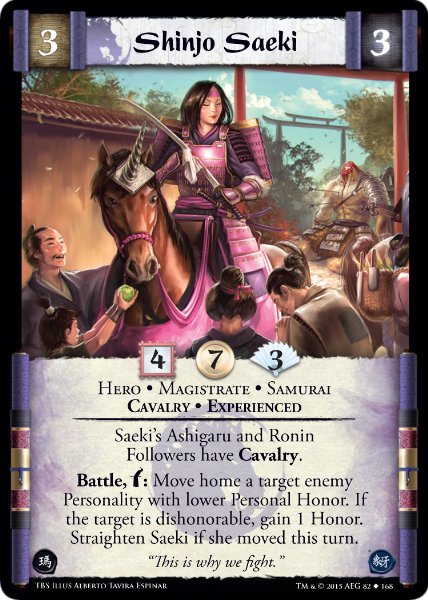 3 Shinjo Saeki 3
4 7 3
Hero • Magistrate • Samurai
Cavalry • Experienced
Saeki's Ashigaru and Ronin
Followers have Cavalry.
Battle, : Move home a target enemy
Personality with lower Personal Honor. If
the target is dishonorable, gain 1 Honor.
Straighten Saeki if she moved this turn.
"This is why we fight."
TBS Illus Alberto Tavira Espinar TM & © 2015 AEG 82 ◆ 168